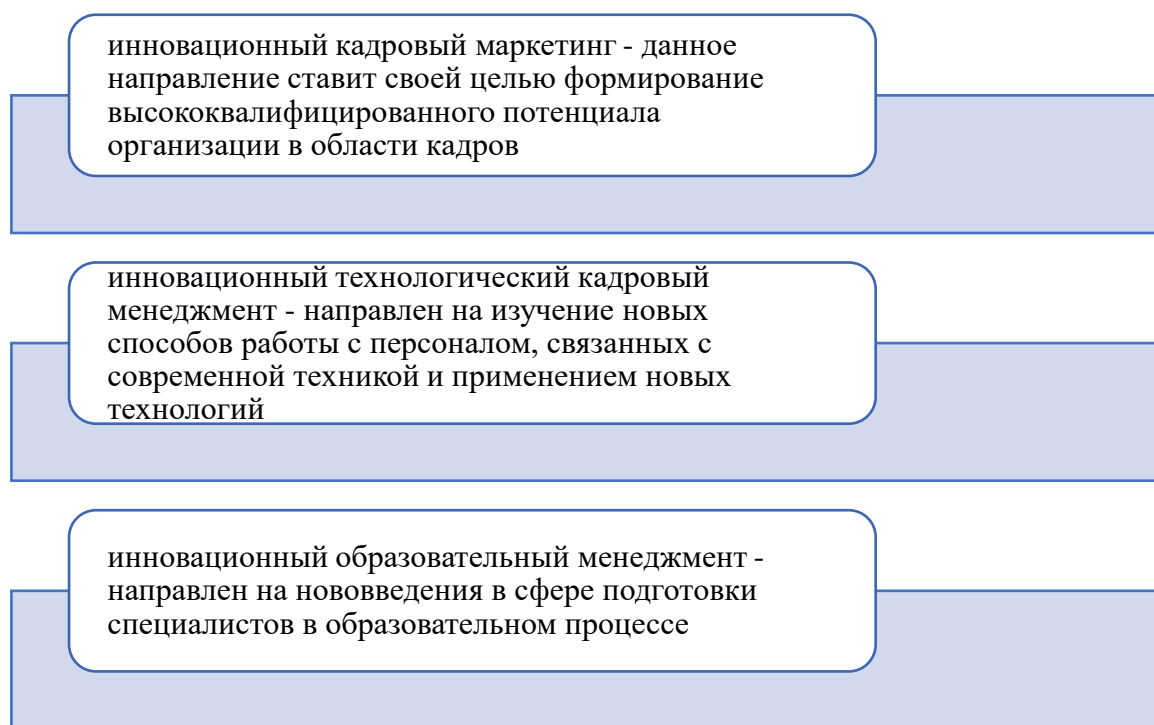 инновационный кадровый маркетинг - данное
направление ставит своей целью формирование
высококвалифицированного потенциала
организации в области кадров
инновационный технологический кадровый
менеджмент - направлен на изучение новых
способов работы с персоналом, связанных с
современной техникой и применением новых
технологий
инновационный образовательный менеджмент -
направлен на нововведения в сфере подготовки
специалистов в образовательном процессе